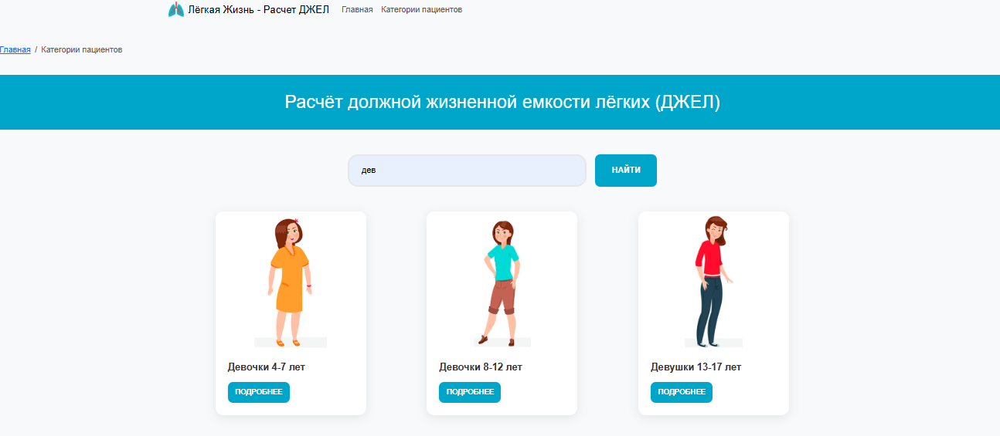 Лёгкая Жизнь - Расчет ДЖЕЛ Главная Категории пациентов
Главная / Категории пациентов
Расчёт должной жизненной емкости лёгких (ДЖЕЛ)
дев НАЙТИ
Девочки 4-7 лет Девочки 8-12 лет Девушки 13-17 лет
ПОДРОБНЕЕ ПОДРОБНЕЕ ПОДРОБНЕЕ